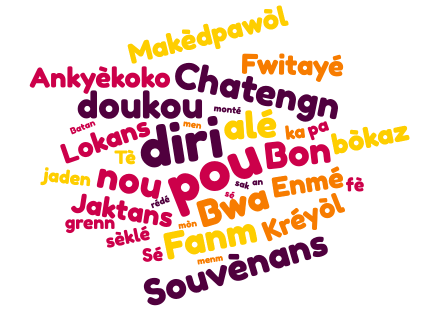 Makèdpawòl
Fwitayé
Ankyèkoko
Chatengn
doukou
monté
Batan
men
Lokans
diri
alé
ka
pa
bòkaz
Tè
jaden
nou
pou
Bon
sak
an
Enmé
fè
rédé
sé
Jaktans
Bwa
grenn
mòn
Kréyòl
sèklé
Sé
Fanm
menm
Souvènans